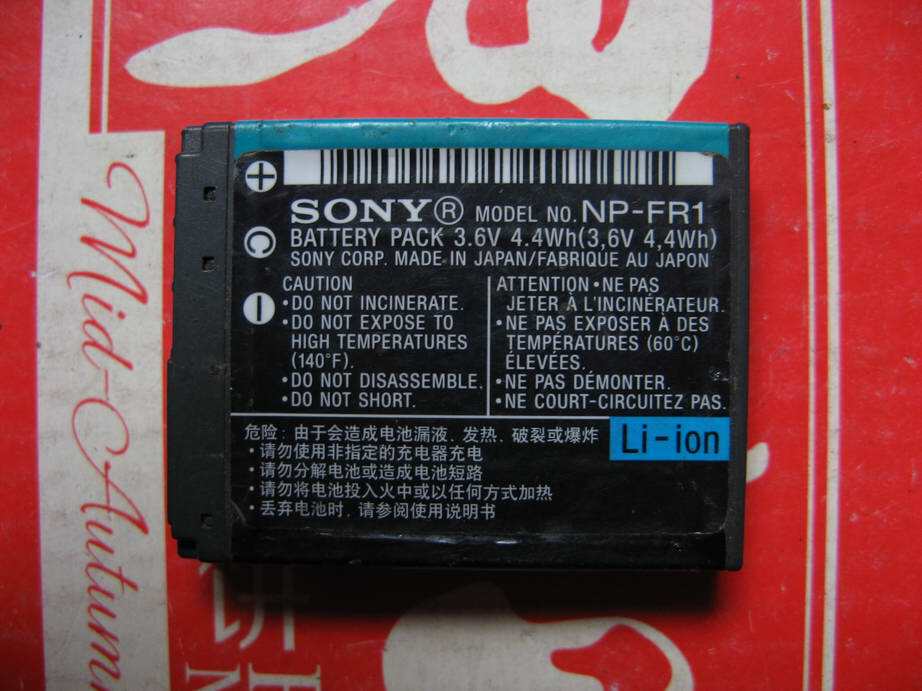 SONY® MODEL NO. NP-FR1
BATTERY PACK 3.6V 4.4Wh(3,6V 4,4Wh)
SONY CORP. MADE IN JAPAN/FABRIQUE AU JAPON
CAUTION
•DO NOT INCINERATE.
•DO NOT EXPOSE TO
HIGH TEMPERATURES
(140°F).
•DO NOT DISASSEMBLE.
•DO NOT SHORT.
ATTENTION •NE PAS
JETER À L'INCINÉRATEUR.
•NE PAS EXPOSER À DES
TEMPÉRATURES (60°C)
ÉLEVÉES.
•NE PAS DÉMONTER.
•NE COURT-CIRCUITEZ PAS.
危险: 由于会造成电池漏液、发热、破裂或爆炸
•请勿使用非指定的充电器充电
•请勿分解电池或造成电池短路
•请勿将电池投入火中或以任何方式加热
•丢弃电池时, 请参阅使用说明书
Li-ion
Mid-Autumn